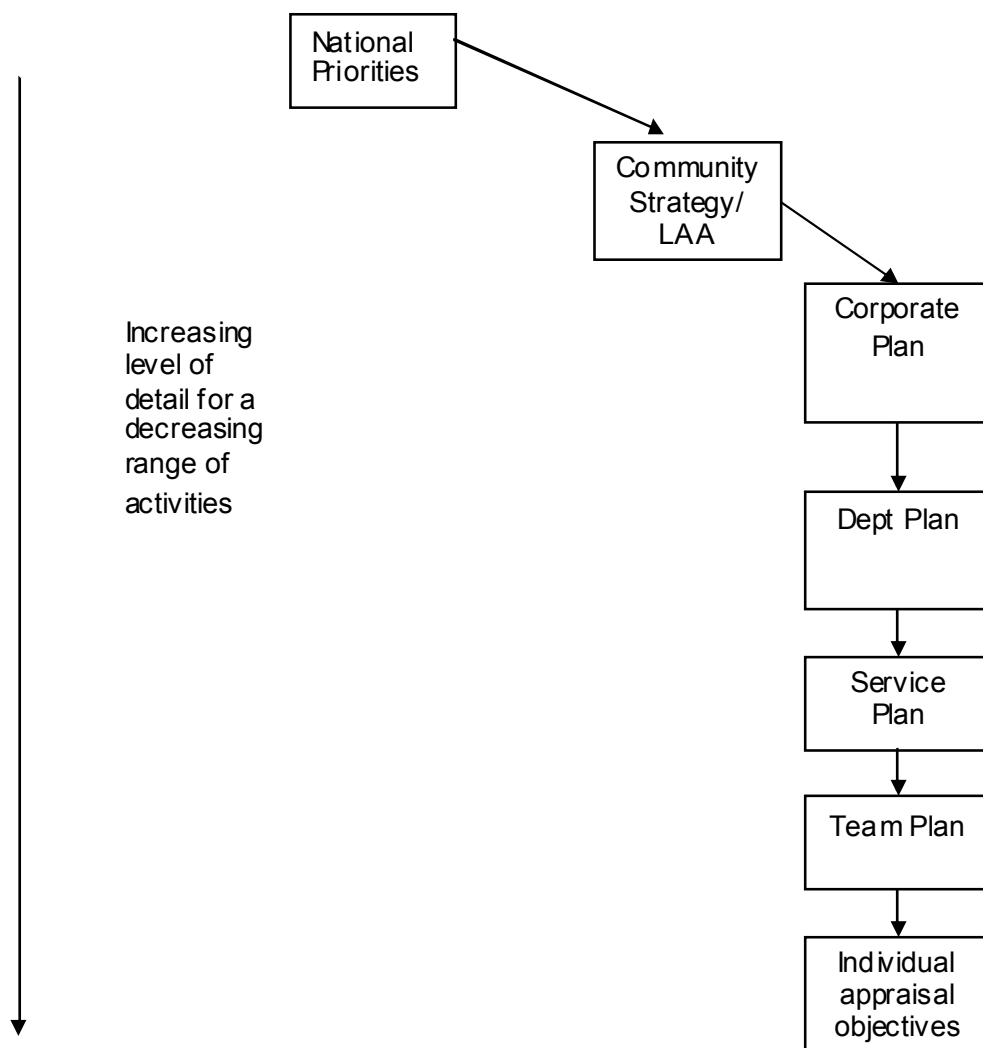 National
Priorities
Community
Strategy/
LAA
Corporate
Plan
Increasing
level of
detail for a
decreasing
range of
activities
Dept Plan
Service
Plan
Team Plan
Individual
appraisal
objectives